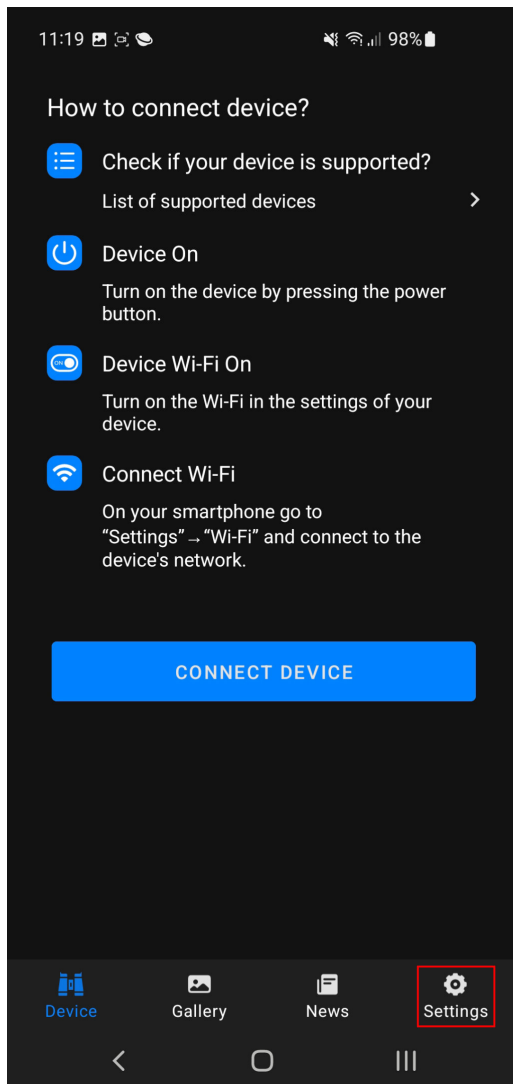 11:19 98%
How to connect device?
Check if your device is supported?
List of supported devices
Device On
Turn on the device by pressing the power
button.
Device Wi-Fi On
ON
Turn on the Wi-Fi in the settings of your
device.
Connect Wi-Fi
On your smartphone go to
“Settings”→“Wi-Fi” and connect to the
device's network.
CONNECT DEVICE
Device Gallery News Settings